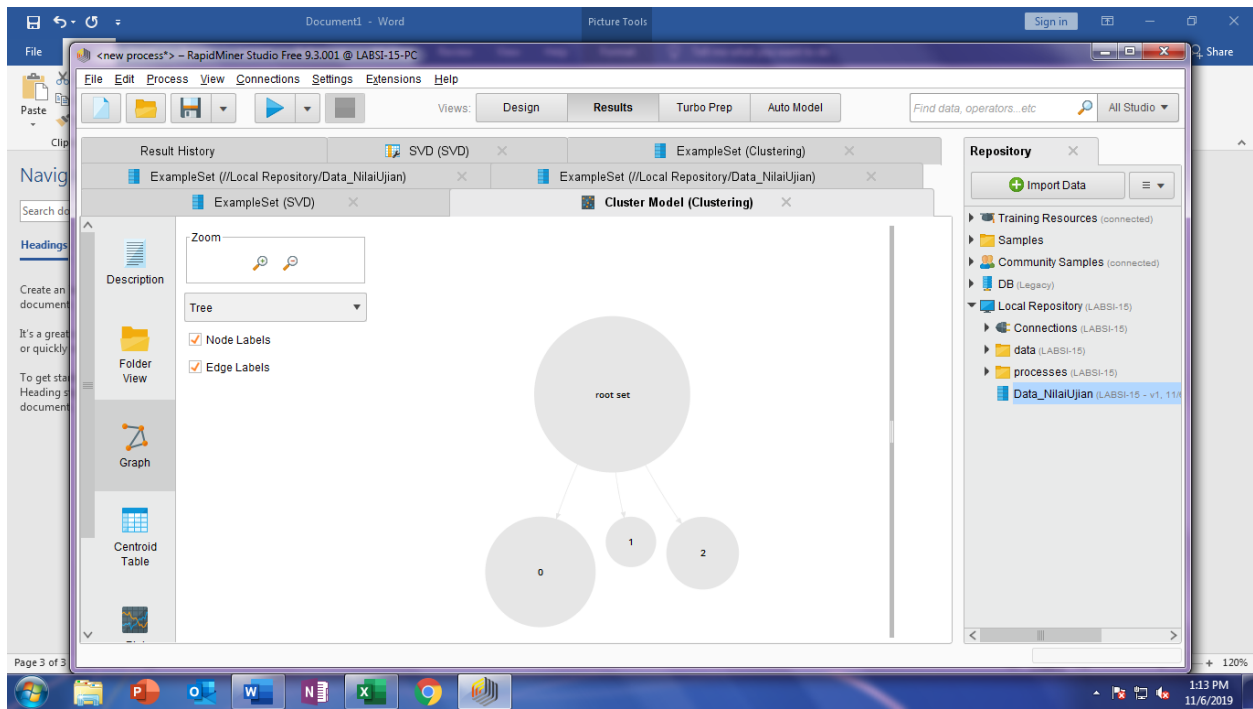 Document1 - Word
Picture Tools
Sign in
File
Share
<new process*> – RapidMiner Studio Free 9.3.001 @ LABSI-15-PC
File Edit Process View Connections Settings Extensions Help
Paste
Clip
Views:
Design
Results
Turbo Prep
Auto Model
Find data, operators...etc
All Studio
Result History
SVD (SVD)
ExampleSet (Clustering)
ExampleSet (//Local Repository/Data_NilaiUjian)
ExampleSet (//Local Repository/Data_NilaiUjian)
ExampleSet (SVD)
Cluster Model (Clustering)
Navig
Search do
Headings
Create an
document
It's a great
or quickly
To get star
Heading s
document
Description
Folder
View
Graph
Centroid
Table
Zoom
Tree
Node Labels
Edge Labels
root set
0
1
2
Repository
Import Data
Training Resources (connected)
Samples
Community Samples (connected)
DB (Legacy)
Local Repository (LABSI-15)
Connections (LABSI-15)
data (LABSI-15)
processes (LABSI-15)
Data_NilaiUjian (LABSI-15 - v1, 11/
Page 3 of 3
120%
1:13 PM
11/6/2019